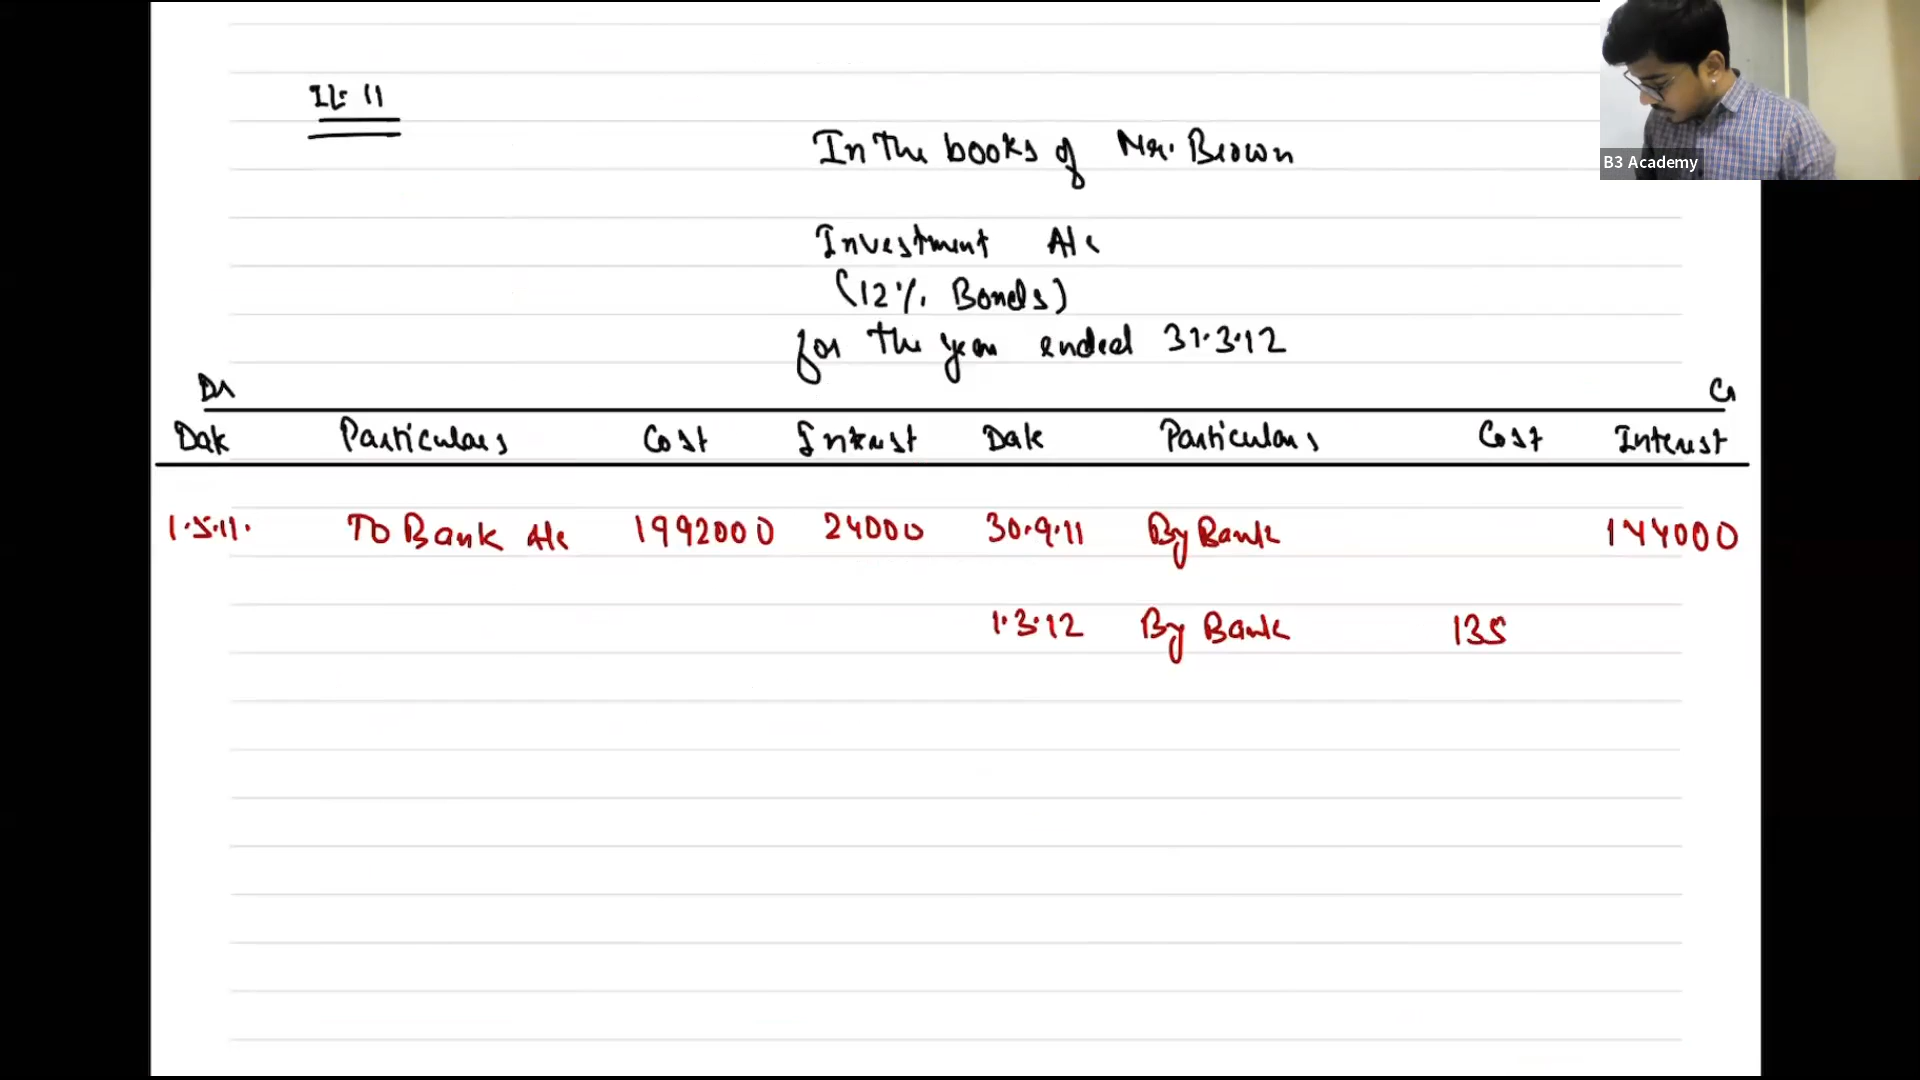 Ill: 11
B3 Academy
In The books of Mr. Brown
Investment A/c
(12% Bonds)
for the year ended 31.3.12
Dr Cr
Date Particulars Cost Interest Date Particulars Cost Interest
1.5.11. To Bank A/c 1992000 24000 30.9.11 By Bank 144000
1.3.12 By Bank 135